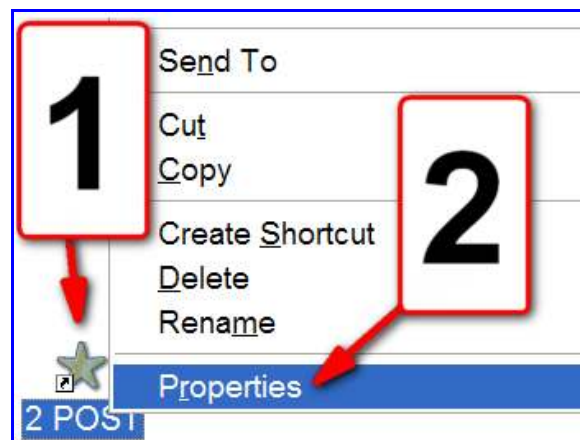 1
Send To
Cut
Copy
2
Create Shortcut
Delete
Rename
Properties
2 POST